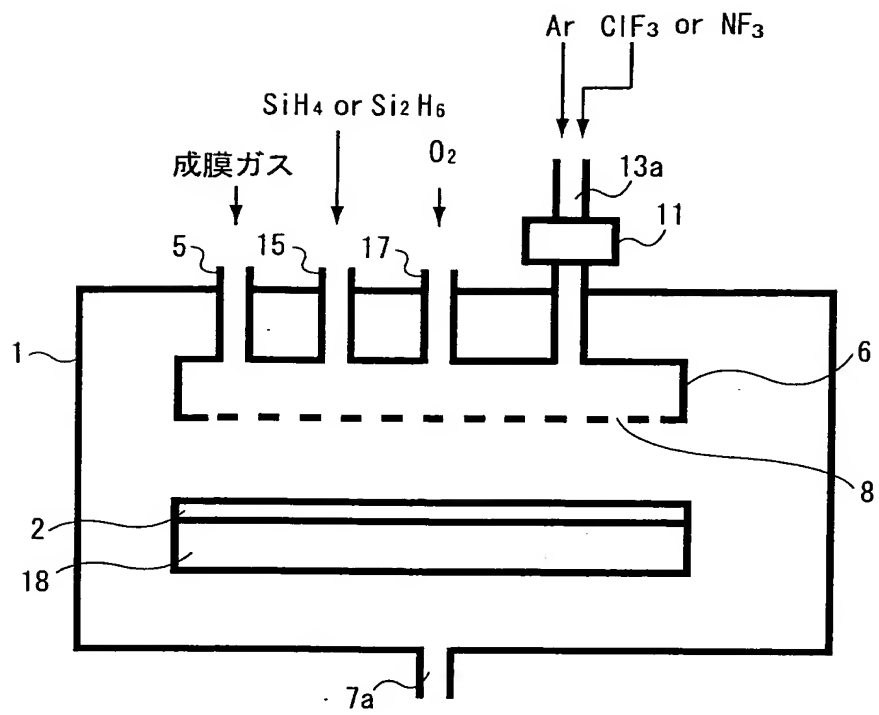 Ar ClF₃ or NF₃
SiH₄ or Si₂H₆
O₂
成膜ガス
13a
11
5
15
17
1
6
8
2
18
7a